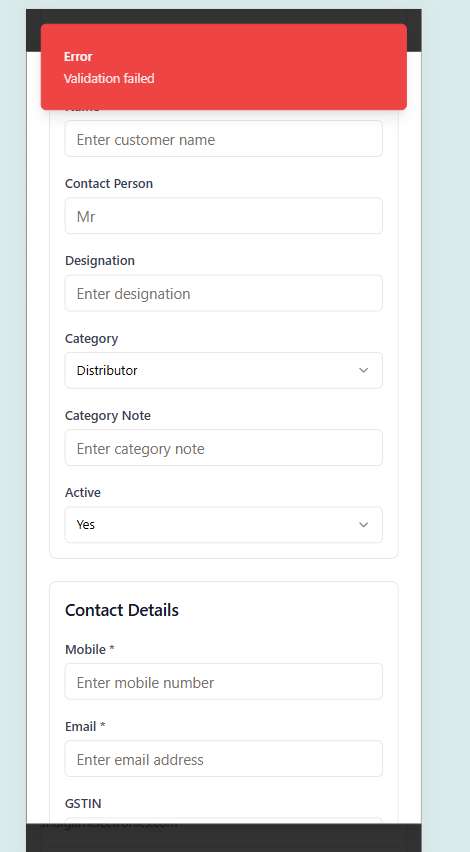 Error
Validation failed
Name
Enter customer name
Contact Person
Mr
Designation
Enter designation
Category
Distributor
Category Note
Enter category note
Active
Yes
Contact Details
Mobile *
Enter mobile number
Email *
Enter email address
GSTIN